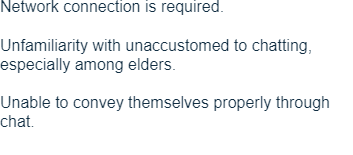 Network connection is required.
Unfamiliarity with unaccustomed to chatting,
especially among elders.
Unable to convey themselves properly through
chat.